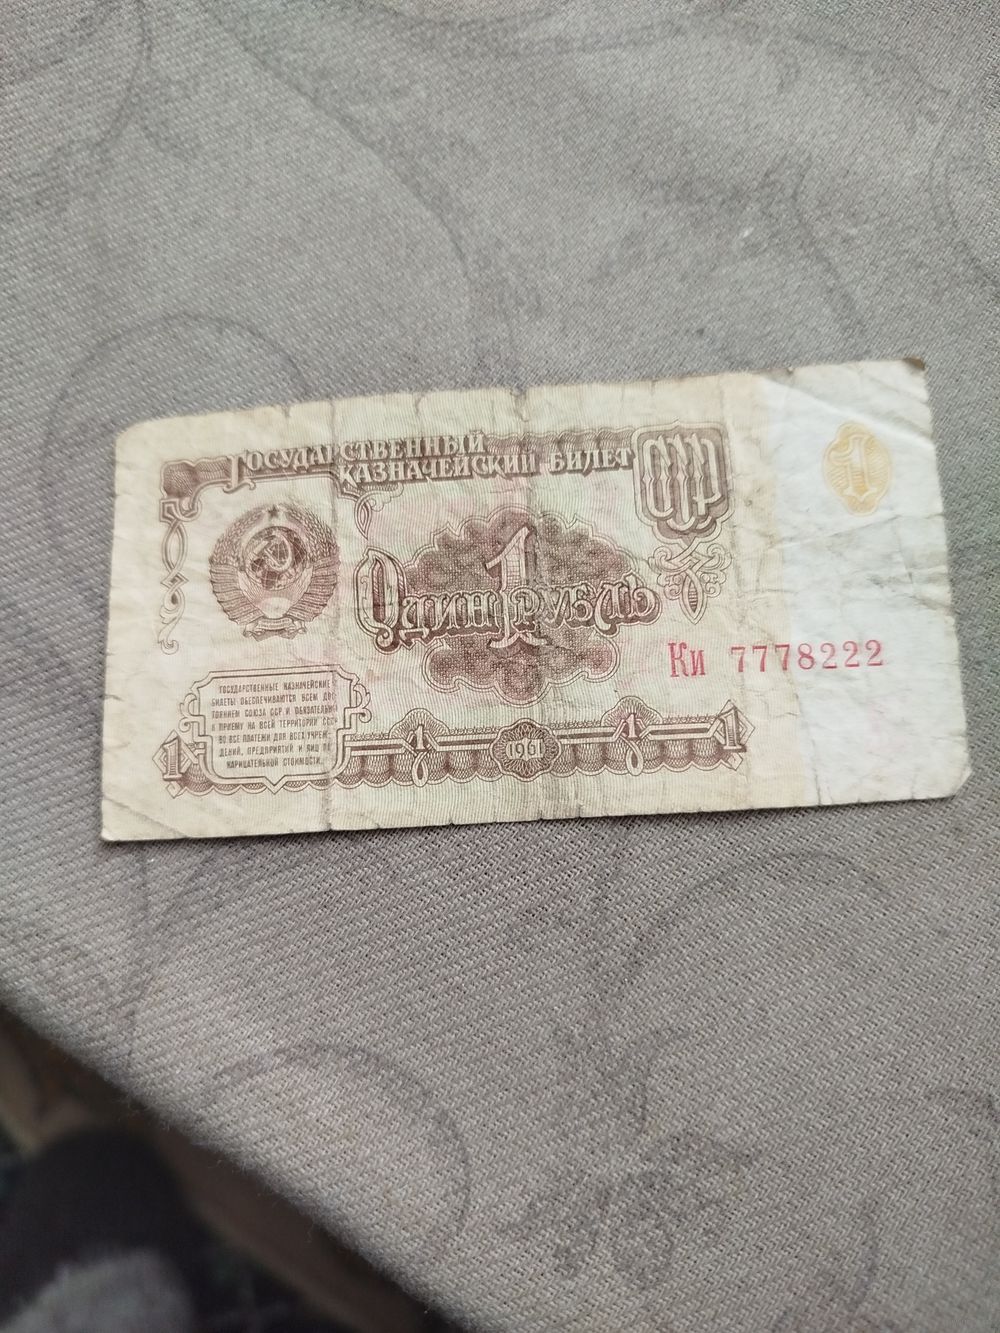 Государственный
казначейский билет
СССР
1
1
Один рубль
Ки 7778222
ГОСУДАРСТВЕННЫЕ КАЗНАЧЕЙСКИЕ
БИЛЕТЫ ОБЕСПЕЧИВАЮТСЯ ВСЕМ ДОС-
ТОЯНИЕМ СОЮЗА ССР И ОБЯЗАТЕЛЬНЫ
К ПРИЕМУ НА ВСЕЙ ТЕРРИТОРИИ СССР
ВО ВСЕ ПЛАТЕЖИ ДЛЯ ВСЕХ УЧРЕЖ-
ДЕНИЙ, ПРЕДПРИЯТИЙ И ЛИЦ ПО
НАРИЦАТЕЛЬНОЙ СТОИМОСТИ.
1 1 1961 1 1